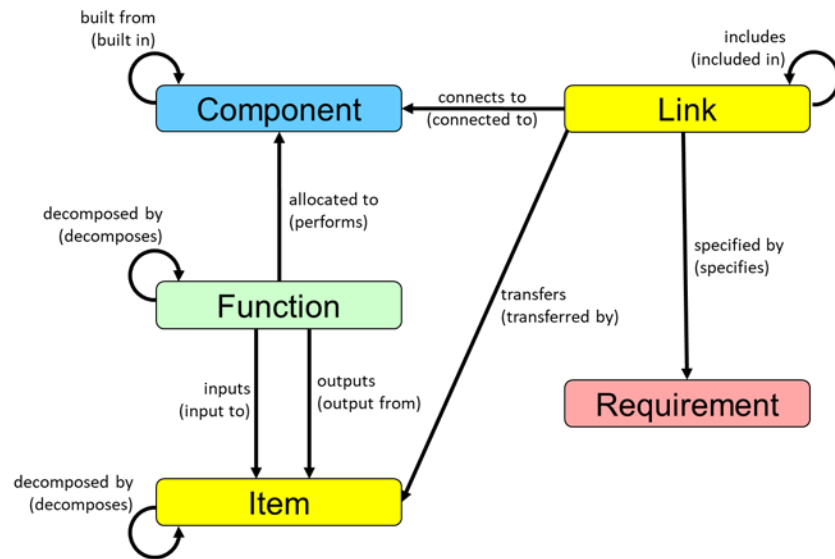 built from
(built in)
includes
(included in)
Component
connects to
(connected to)
Link
allocated to
(performs)
decomposed by
(decomposes)
specified by
(specifies)
Function
transfers
(transferred by)
inputs
(input to)
outputs
(output from)
Requirement
decomposed by
(decomposes)
Item